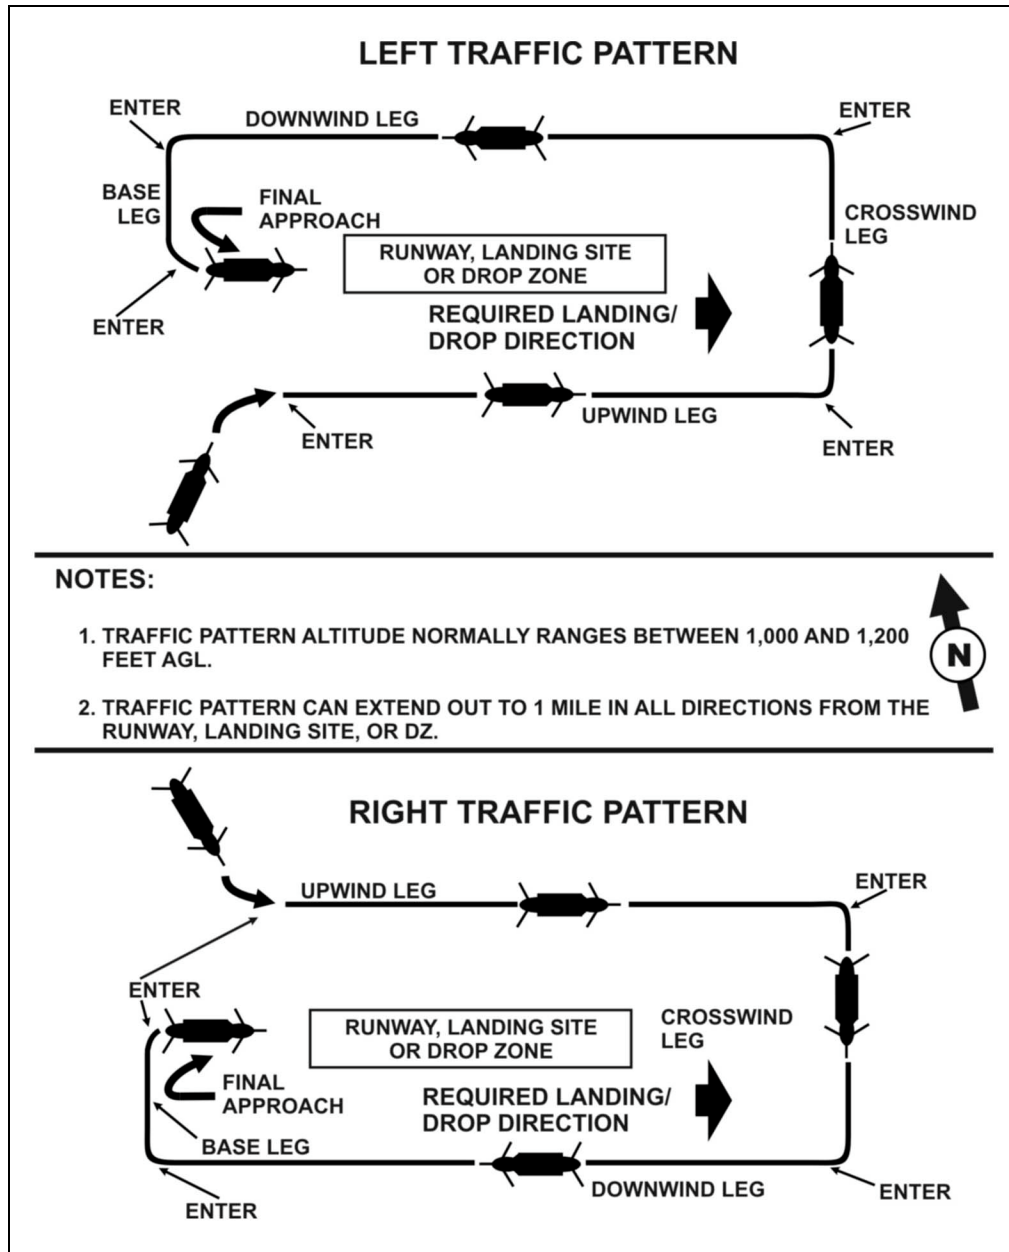 LEFT TRAFFIC PATTERN
ENTER
DOWNWIND LEG
ENTER
BASE
LEG
FINAL
APPROACH
CROSSWIND
LEG
RUNWAY, LANDING SITE
OR DROP ZONE
REQUIRED LANDING/
DROP DIRECTION
ENTER
UPWIND LEG
ENTER
ENTER
NOTES:
1. TRAFFIC PATTERN ALTITUDE NORMALLY RANGES BETWEEN 1,000 AND 1,200
FEET AGL.
N
2. TRAFFIC PATTERN CAN EXTEND OUT TO 1 MILE IN ALL DIRECTIONS FROM THE
RUNWAY, LANDING SITE, OR DZ.
RIGHT TRAFFIC PATTERN
UPWIND LEG
ENTER
ENTER
RUNWAY, LANDING SITE
OR DROP ZONE
CROSSWIND
LEG
FINAL
APPROACH
REQUIRED LANDING/
DROP DIRECTION
BASE LEG
DOWNWIND LEG
ENTER
ENTER